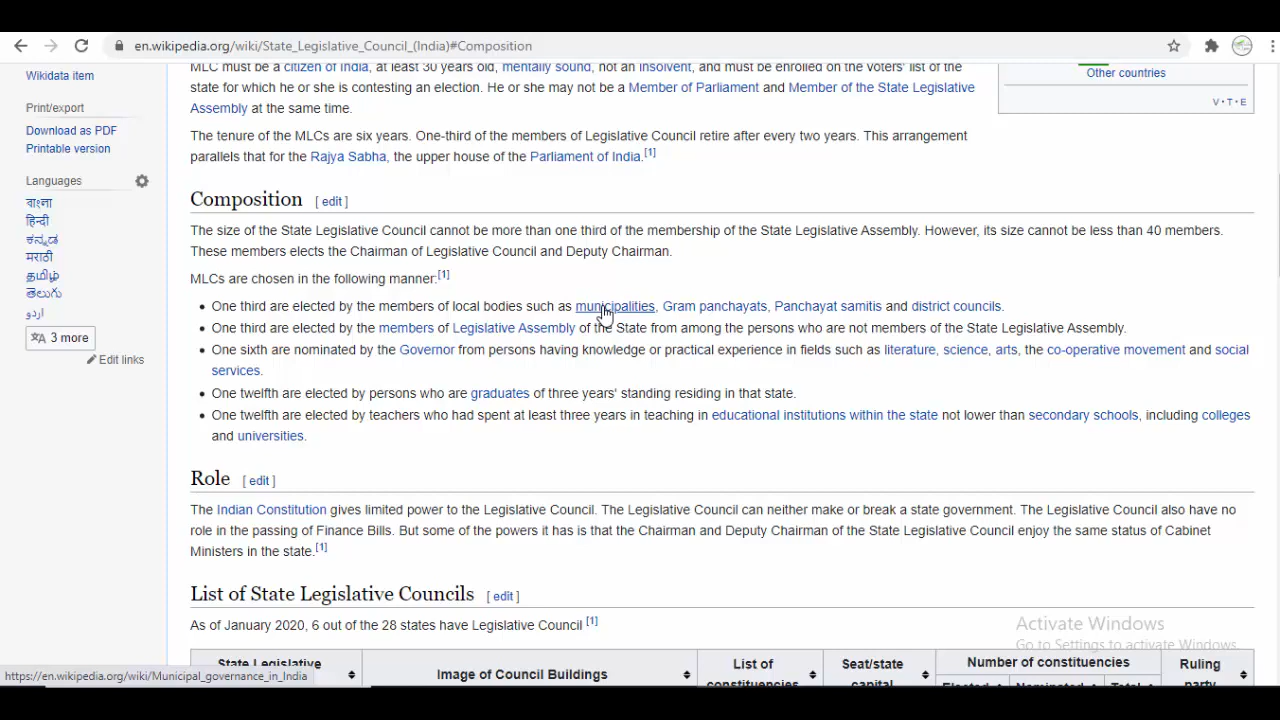 en.wikipedia.org/wiki/State_Legislative_Council_(India)#Composition
Wikidata item
Print/export
Download as PDF
Printable version
Languages
বাংলা
हिन्दी
ಕನ್ನಡ
मराठी
தமிழ்
తెలుగు
اردو
3 more
Edit links
MLC must be a citizen of India, at least 30 years old, mentally sound, not an insolvent, and must be enrolled on the voters' list of the
state for which he or she is contesting an election. He or she may not be a Member of Parliament and Member of the State Legislative
Assembly at the same time.
Other countries
V · T · E
The tenure of the MLCs are six years. One-third of the members of Legislative Council retire after every two years. This arrangement
parallels that for the Rajya Sabha, the upper house of the Parliament of India.[1]
Composition [ edit ]
The size of the State Legislative Council cannot be more than one third of the membership of the State Legislative Assembly. However, its size cannot be less than 40 members.
These members elects the Chairman of Legislative Council and Deputy Chairman.
MLCs are chosen in the following manner:[1]
• One third are elected by the members of local bodies such as municipalities, Gram panchayats, Panchayat samitis and district councils.
• One third are elected by the members of Legislative Assembly of the State from among the persons who are not members of the State Legislative Assembly.
• One sixth are nominated by the Governor from persons having knowledge or practical experience in fields such as literature, science, arts, the co-operative movement and social
services.
• One twelfth are elected by persons who are graduates of three years' standing residing in that state.
• One twelfth are elected by teachers who had spent at least three years in teaching in educational institutions within the state not lower than secondary schools, including colleges
and universities.
Role [ edit ]
The Indian Constitution gives limited power to the Legislative Council. The Legislative Council can neither make or break a state government. The Legislative Council also have no
role in the passing of Finance Bills. But some of the powers it has is that the Chairman and Deputy Chairman of the State Legislative Council enjoy the same status of Cabinet
Ministers in the state.[1]
List of State Legislative Councils [ edit ]
As of January 2020, 6 out of the 28 states have Legislative Council [1]
Activate Windows
Go to Settings to activate Windows.
State Legislative
Image of Council Buildings
List of
constituencies
Seat/state
capital
Number of constituencies
Elected
Nominated
Total
Ruling
party
https://en.wikipedia.org/wiki/Municipal_governance_in_India